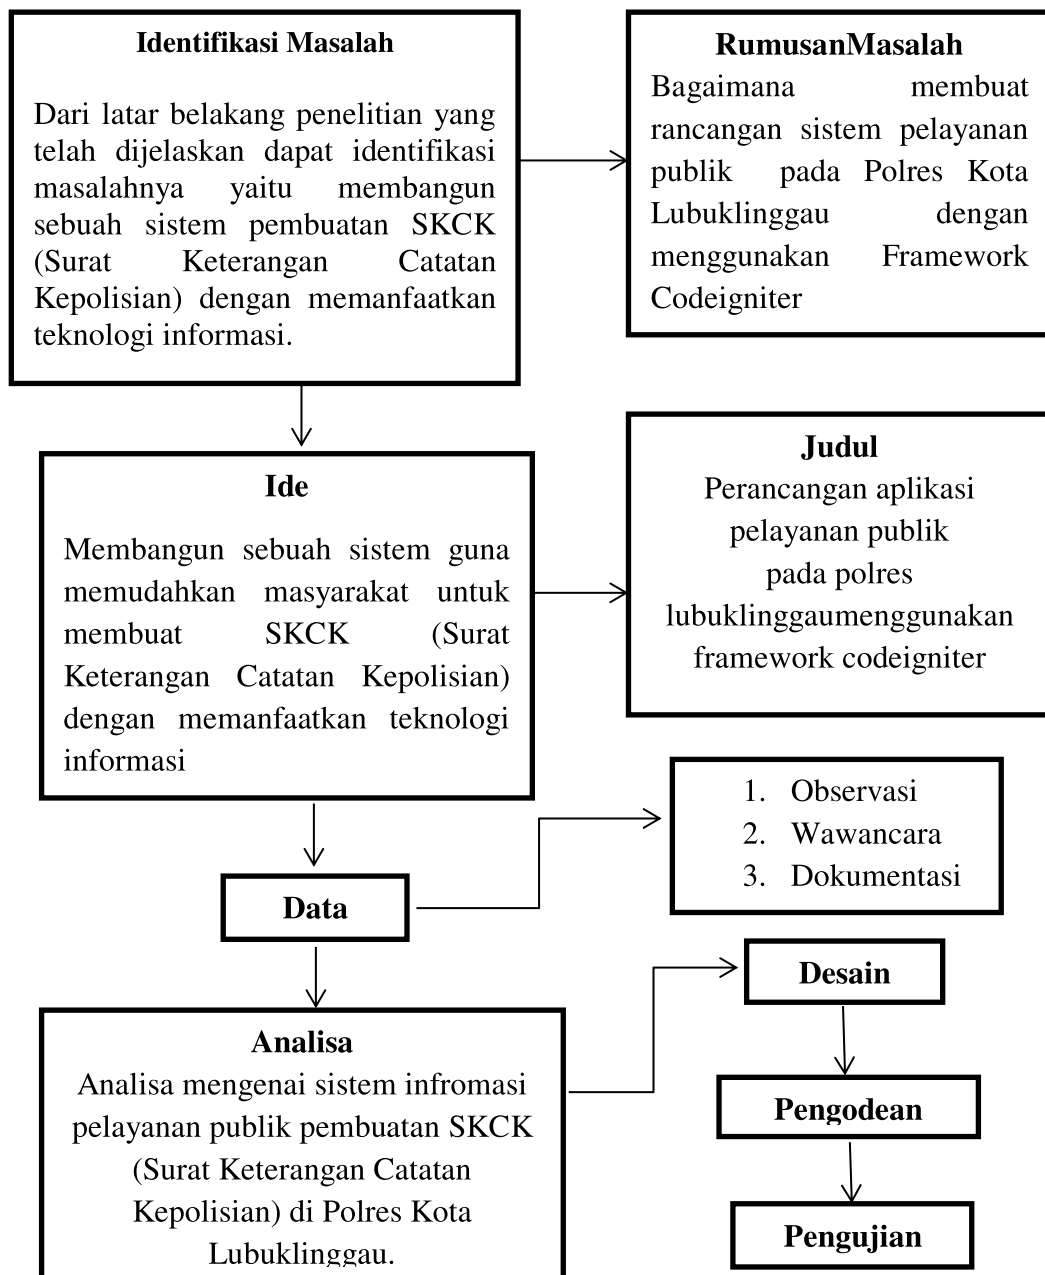 Identifikasi Masalah
Dari latar belakang penelitian yang
telah dijelaskan dapat identifikasi
masalahnya yaitu membangun
sebuah sistem pembuatan SKCK
(Surat Keterangan Catatan
Kepolisian) dengan memanfaatkan
teknologi informasi.
RumusanMasalah
Bagaimana membuat
rancangan sistem pelayanan
publik pada Polres Kota
Lubuklinggau dengan
menggunakan Framework
Codeigniter
Ide
Membangun sebuah sistem guna
memudahkan masyarakat untuk
membuat SKCK (Surat
Keterangan Catatan Kepolisian)
dengan memanfaatkan teknologi
informasi
Judul
Perancangan aplikasi
pelayanan publik
pada polres
lubuklinggaumenggunakan
framework codeigniter
Data
1. Observasi
2. Wawancara
3. Dokumentasi
Analisa
Analisa mengenai sistem infromasi
pelayanan publik pembuatan SKCK
(Surat Keterangan Catatan
Kepolisian) di Polres Kota
Lubuklinggau.
Desain
Pengodean
Pengujian